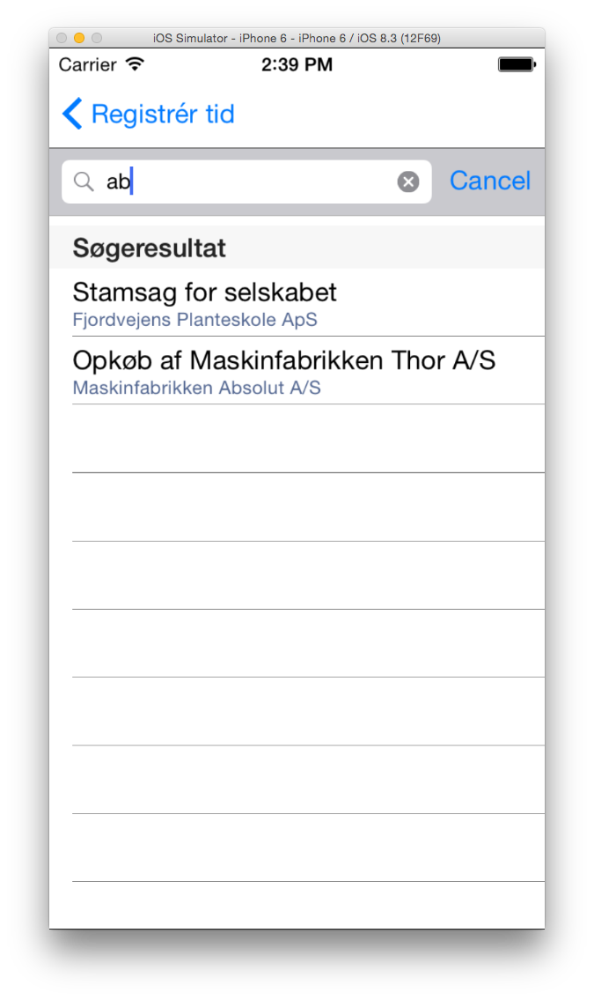 iOS Simulator - iPhone 6 - iPhone 6 / iOS 8.3 (12F69)
Carrier 2:39 PM
Registrér tid
ab Cancel
Søgeresultat
Stamsag for selskabet
Fjordvejens Planteskole ApS
Opkøb af Maskinfabrikken Thor A/S
Maskinfabrikken Absolut A/S